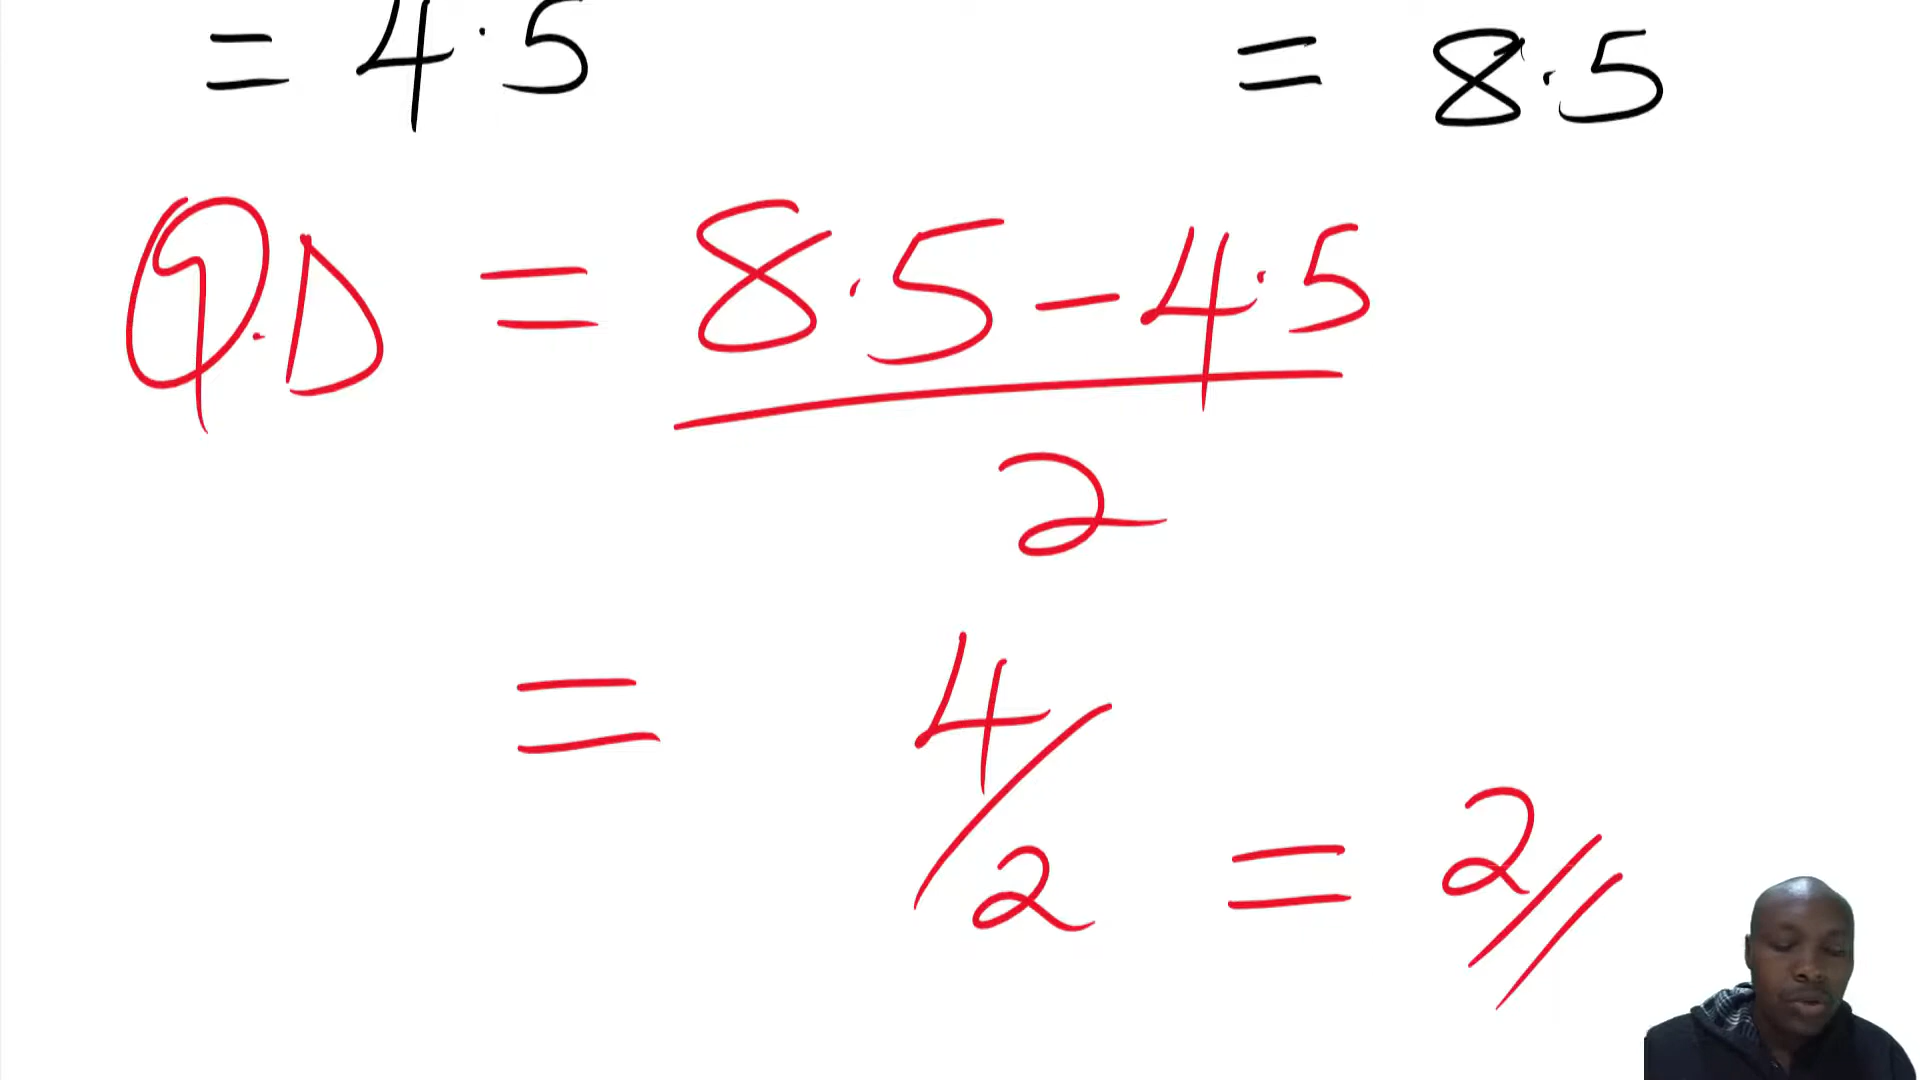 = 4.5 = 8.5
Q.D = 8.5 - 4.5
2
= 4/2 = 2//